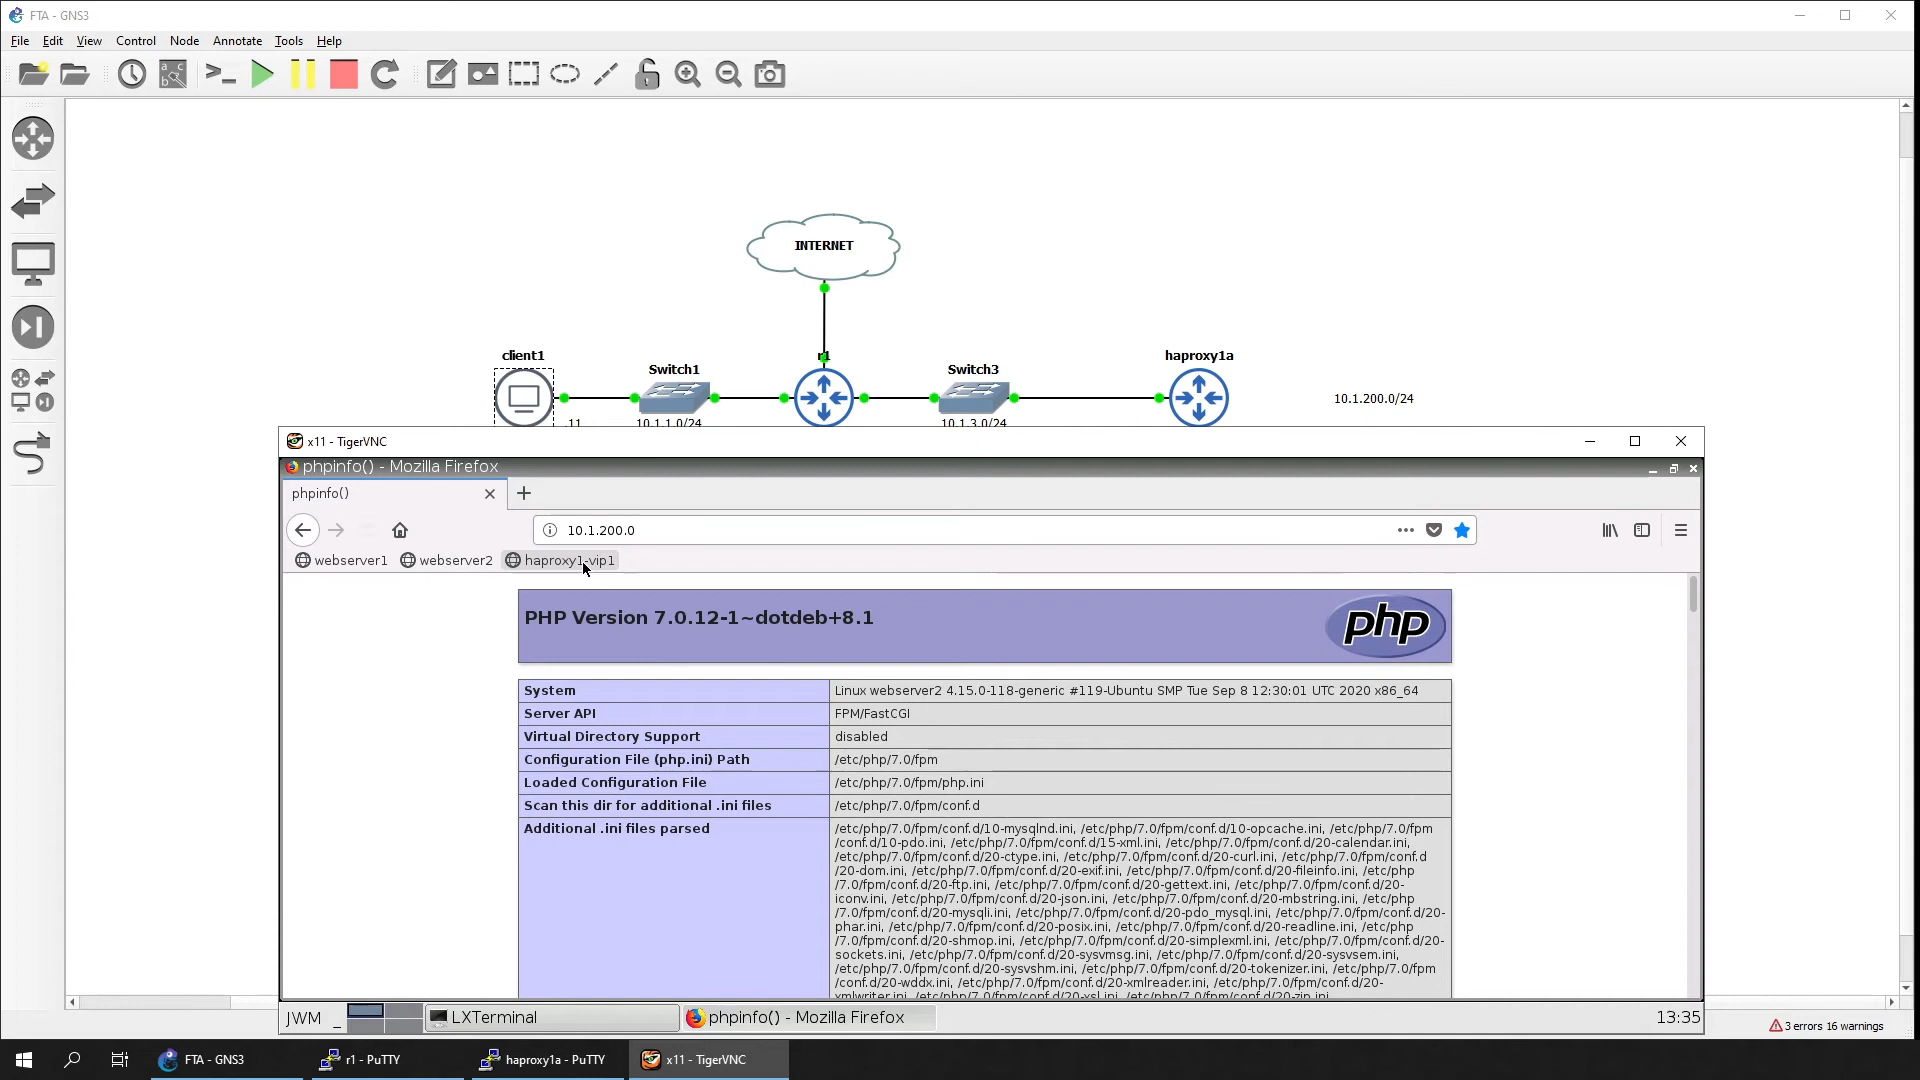 FTA - GNS3
File Edit View Control Node Annotate Tools Help
INTERNET
client1
Switch1
r1
Switch3
haproxy1a
10.1.200.0/24
.11
10.1.1.0/24
10.1.3.0/24
x11 - TigerVNC
phpinfo() - Mozilla Firefox
phpinfo()
10.1.200.0
webserver1 webserver2 haproxy1-vip1
PHP Version 7.0.12-1~dotdeb+8.1
php
System Linux webserver2 4.15.0-118-generic #119-Ubuntu SMP Tue Sep 8 12:30:01 UTC 2020 x86_64
Server API FPM/FastCGI
Virtual Directory Support disabled
Configuration File (php.ini) Path /etc/php/7.0/fpm
Loaded Configuration File /etc/php/7.0/fpm/php.ini
Scan this dir for additional .ini files /etc/php/7.0/fpm/conf.d
Additional .ini files parsed /etc/php/7.0/fpm/conf.d/10-mysqlnd.ini, /etc/php/7.0/fpm/conf.d/10-opcache.ini, /etc/php/7.0/fpm
/conf.d/10-pdo.ini, /etc/php/7.0/fpm/conf.d/15-xml.ini, /etc/php/7.0/fpm/conf.d/20-calendar.ini,
/etc/php/7.0/fpm/conf.d/20-ctype.ini, /etc/php/7.0/fpm/conf.d/20-curl.ini, /etc/php/7.0/fpm/conf.d
/20-dom.ini, /etc/php/7.0/fpm/conf.d/20-exif.ini, /etc/php/7.0/fpm/conf.d/20-fileinfo.ini, /etc/php
/7.0/fpm/conf.d/20-ftp.ini, /etc/php/7.0/fpm/conf.d/20-gettext.ini, /etc/php/7.0/fpm/conf.d/20-
iconv.ini, /etc/php/7.0/fpm/conf.d/20-json.ini, /etc/php/7.0/fpm/conf.d/20-mbstring.ini, /etc/php
/7.0/fpm/conf.d/20-mysqli.ini, /etc/php/7.0/fpm/conf.d/20-pdo_mysql.ini, /etc/php/7.0/fpm/conf.d/20-
phar.ini, /etc/php/7.0/fpm/conf.d/20-posix.ini, /etc/php/7.0/fpm/conf.d/20-readline.ini, /etc/php
/7.0/fpm/conf.d/20-shmop.ini, /etc/php/7.0/fpm/conf.d/20-simplexml.ini, /etc/php/7.0/fpm/conf.d/20-
sockets.ini, /etc/php/7.0/fpm/conf.d/20-sysvmsg.ini, /etc/php/7.0/fpm/conf.d/20-sysvsem.ini,
/etc/php/7.0/fpm/conf.d/20-sysvshm.ini, /etc/php/7.0/fpm/conf.d/20-tokenizer.ini, /etc/php/7.0/fpm
/conf.d/20-wddx.ini, /etc/php/7.0/fpm/conf.d/20-xmlreader.ini, /etc/php/7.0/fpm/conf.d/20-
xmlwriter.ini, /etc/php/7.0/fpm/conf.d/20-xsl.ini, /etc/php/7.0/fpm/conf.d/20-zip.ini
JWM _ LXTerminal phpinfo() - Mozilla Firefox 13:35
3 errors 16 warnings
FTA - GNS3 r1 - PuTTY haproxy1a - PuTTY x11 - TigerVNC